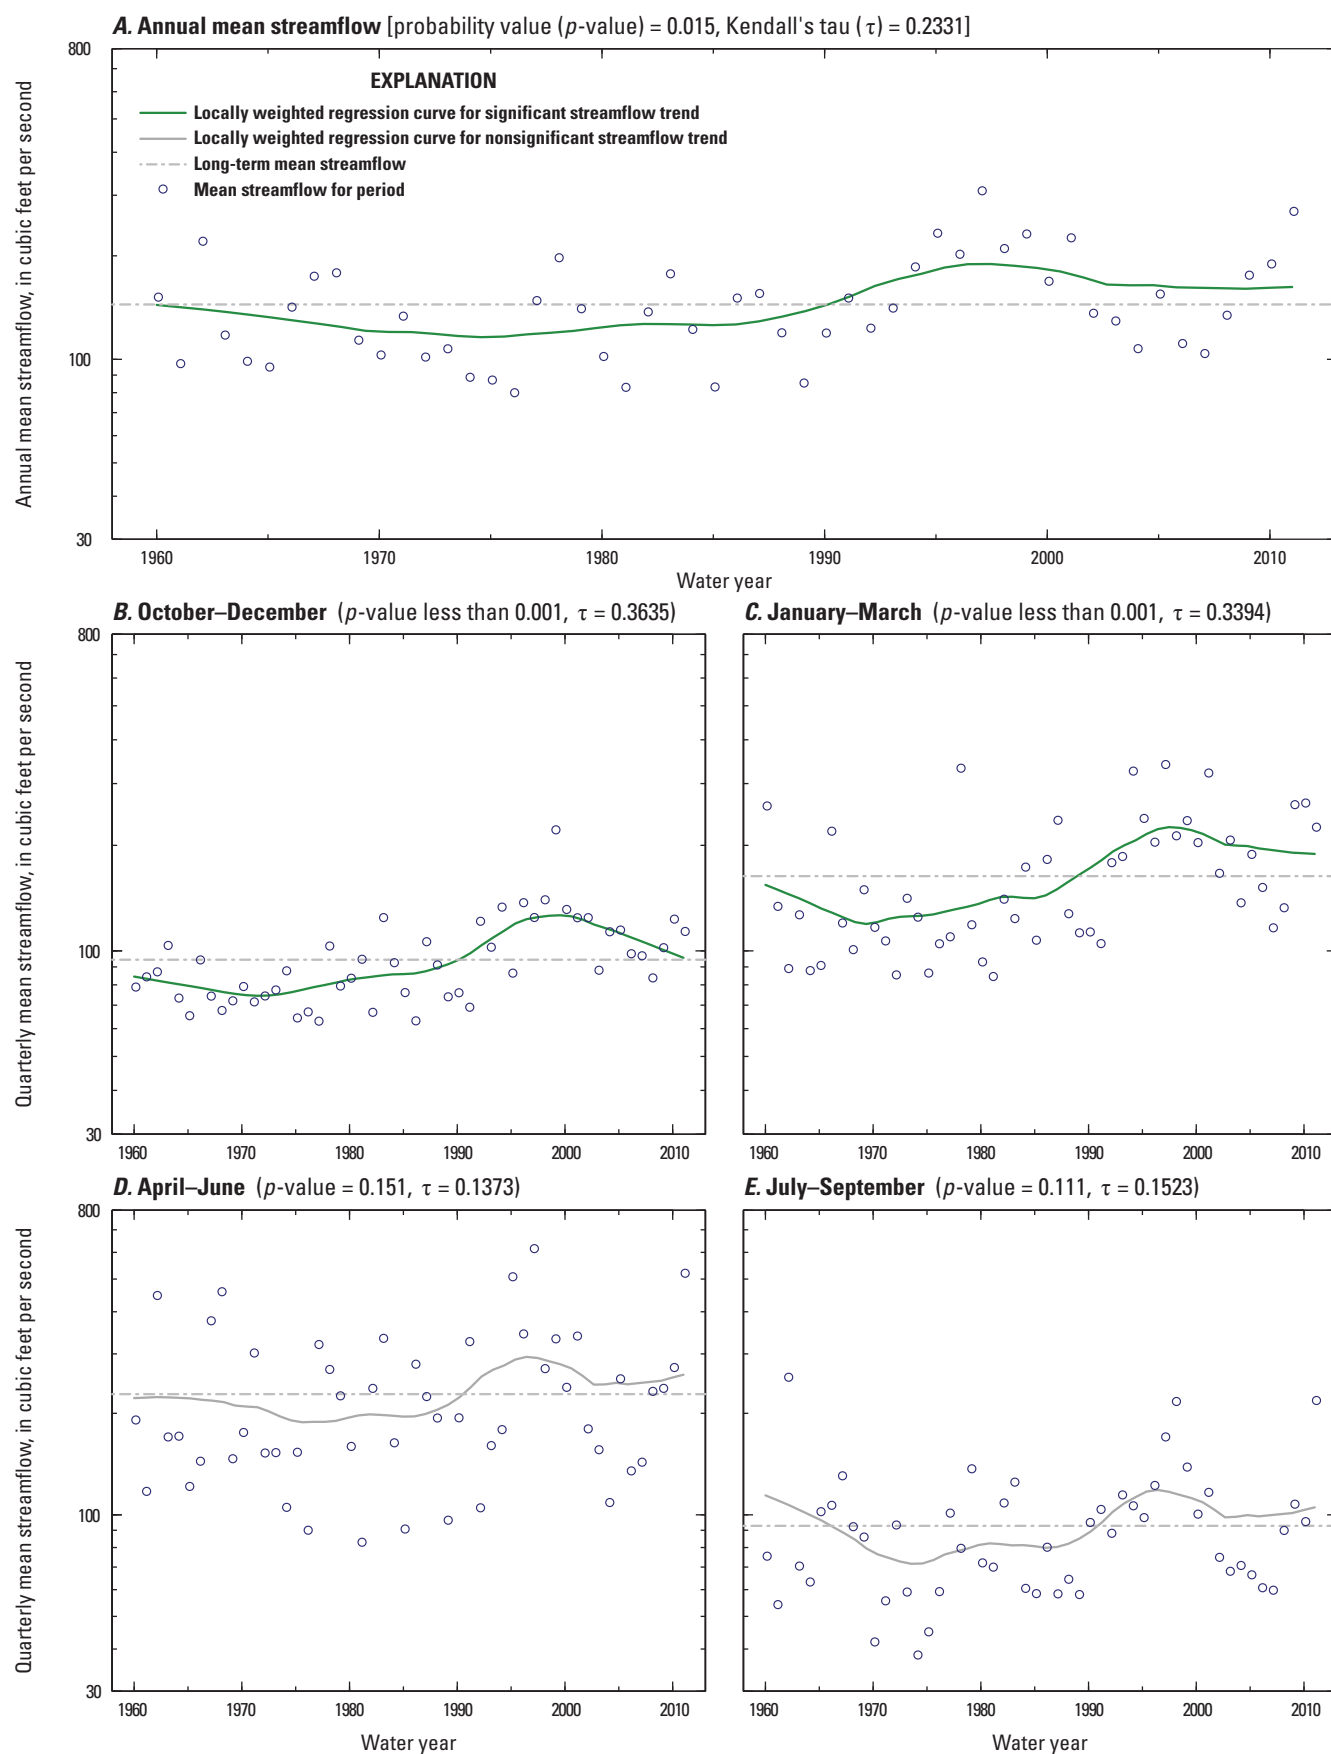 A. Annual mean streamflow [probability value (p-value) = 0.015, Kendall's tau (τ) = 0.2331]
800
100
30
Annual mean streamflow, in cubic feet per second
EXPLANATION
Locally weighted regression curve for significant streamflow trend
Locally weighted regression curve for nonsignificant streamflow trend
Long-term mean streamflow
Mean streamflow for period
1960 1970 1980 1990 2000 2010
Water year
B. October–December (p-value less than 0.001, τ = 0.3635)
800
100
30
Quarterly mean streamflow, in cubic feet per second
1960 1970 1980 1990 2000 2010
C. January–March (p-value less than 0.001, τ = 0.3394)
1960 1970 1980 1990 2000 2010
D. April–June (p-value = 0.151, τ = 0.1373)
800
100
30
Quarterly mean streamflow, in cubic feet per second
1960 1970 1980 1990 2000 2010
Water year
E. July–September (p-value = 0.111, τ = 0.1523)
1960 1970 1980 1990 2000 2010
Water year